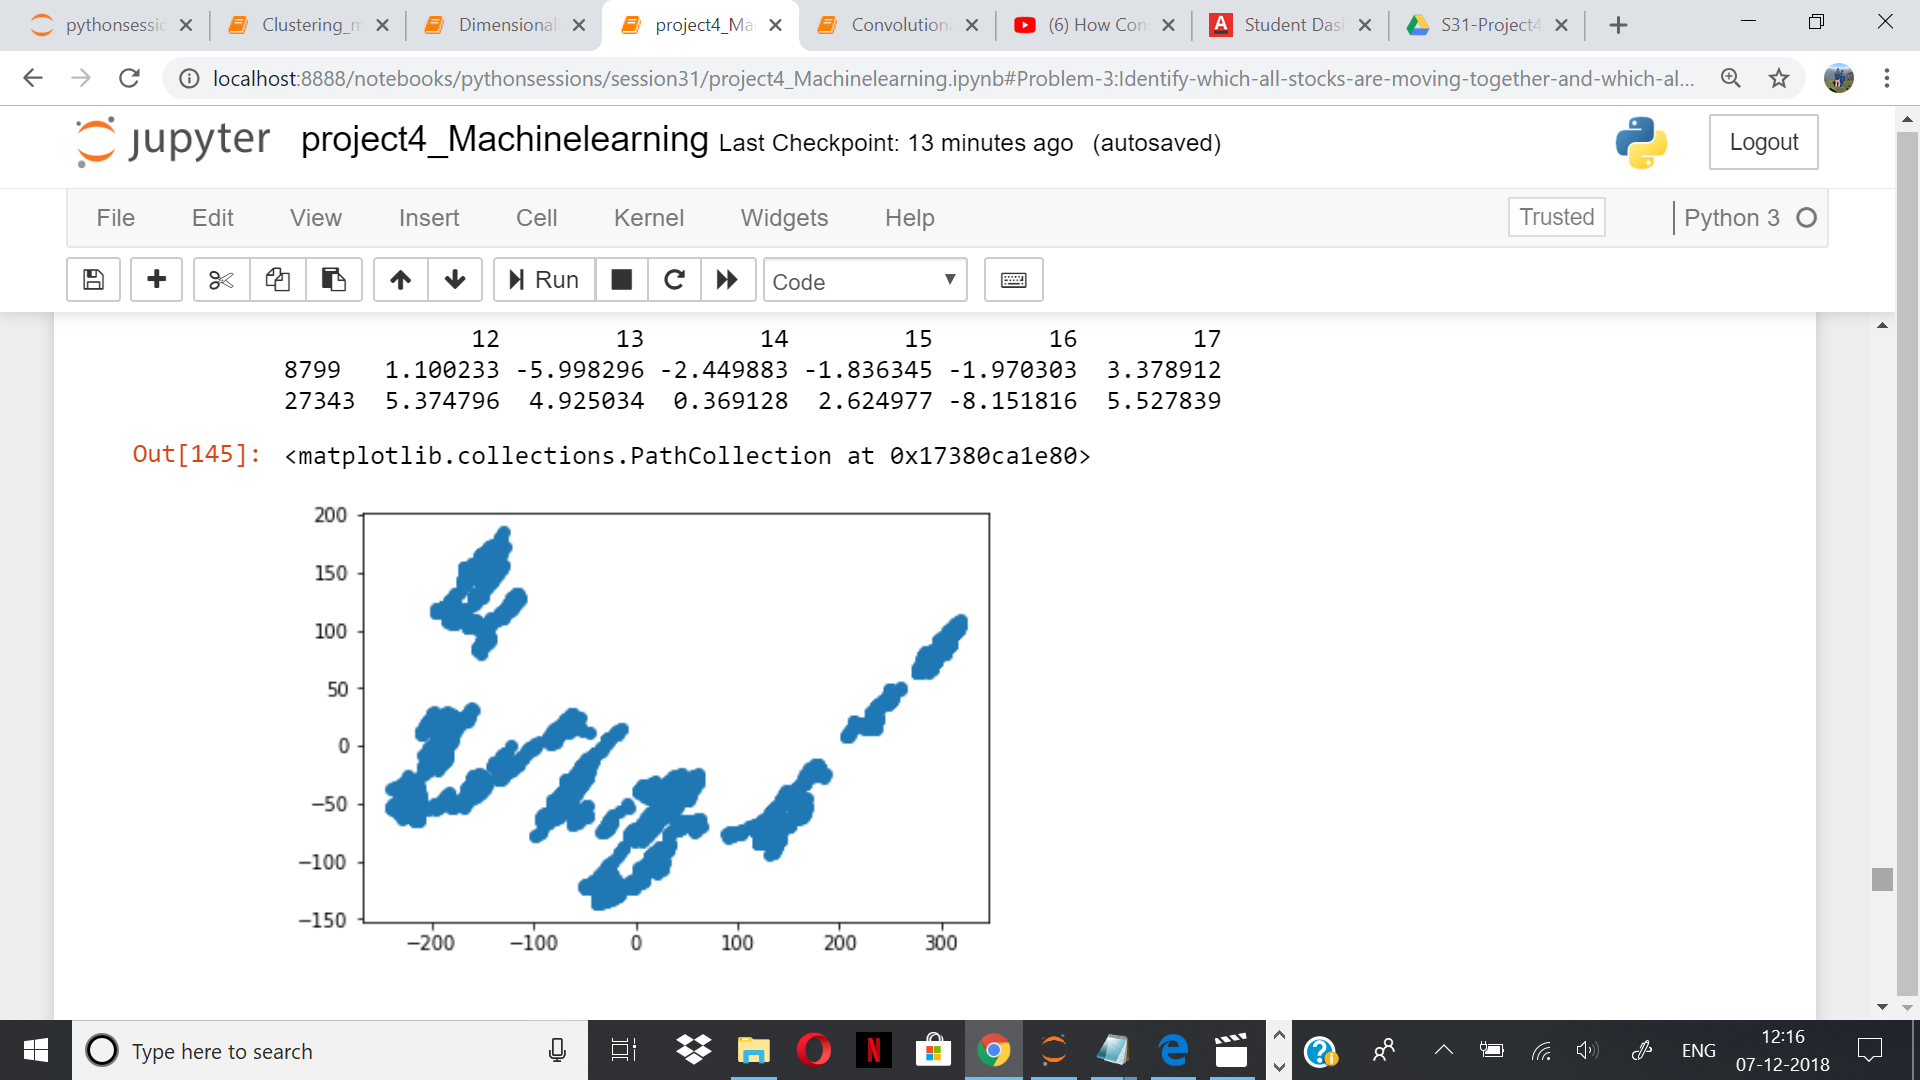 pythonsessic
Clustering_m
Dimensional
project4_Ma
Convolution
(6) How Con
Student Das
S31-Project4
localhost:8888/notebooks/pythonsessions/session31/project4_Machinelearning.ipynb#Problem-3:Identify-which-all-stocks-are-moving-together-and-which-al...
jupyter project4_Machinelearning Last Checkpoint: 13 minutes ago (autosaved)
Logout
File Edit View Insert Cell Kernel Widgets Help Trusted Python 3
Run Code
12 13 14 15 16 17
8799 1.100233 -5.998296 -2.449883 -1.836345 -1.970303 3.378912
27343 5.374796 4.925034 0.369128 2.624977 -8.151816 5.527839
Out[145]: <matplotlib.collections.PathCollection at 0x17380ca1e80>
200
150
100
50
0
−50
−100
−150
−200 −100 0 100 200 300
Type here to search
ENG
12:16
07-12-2018